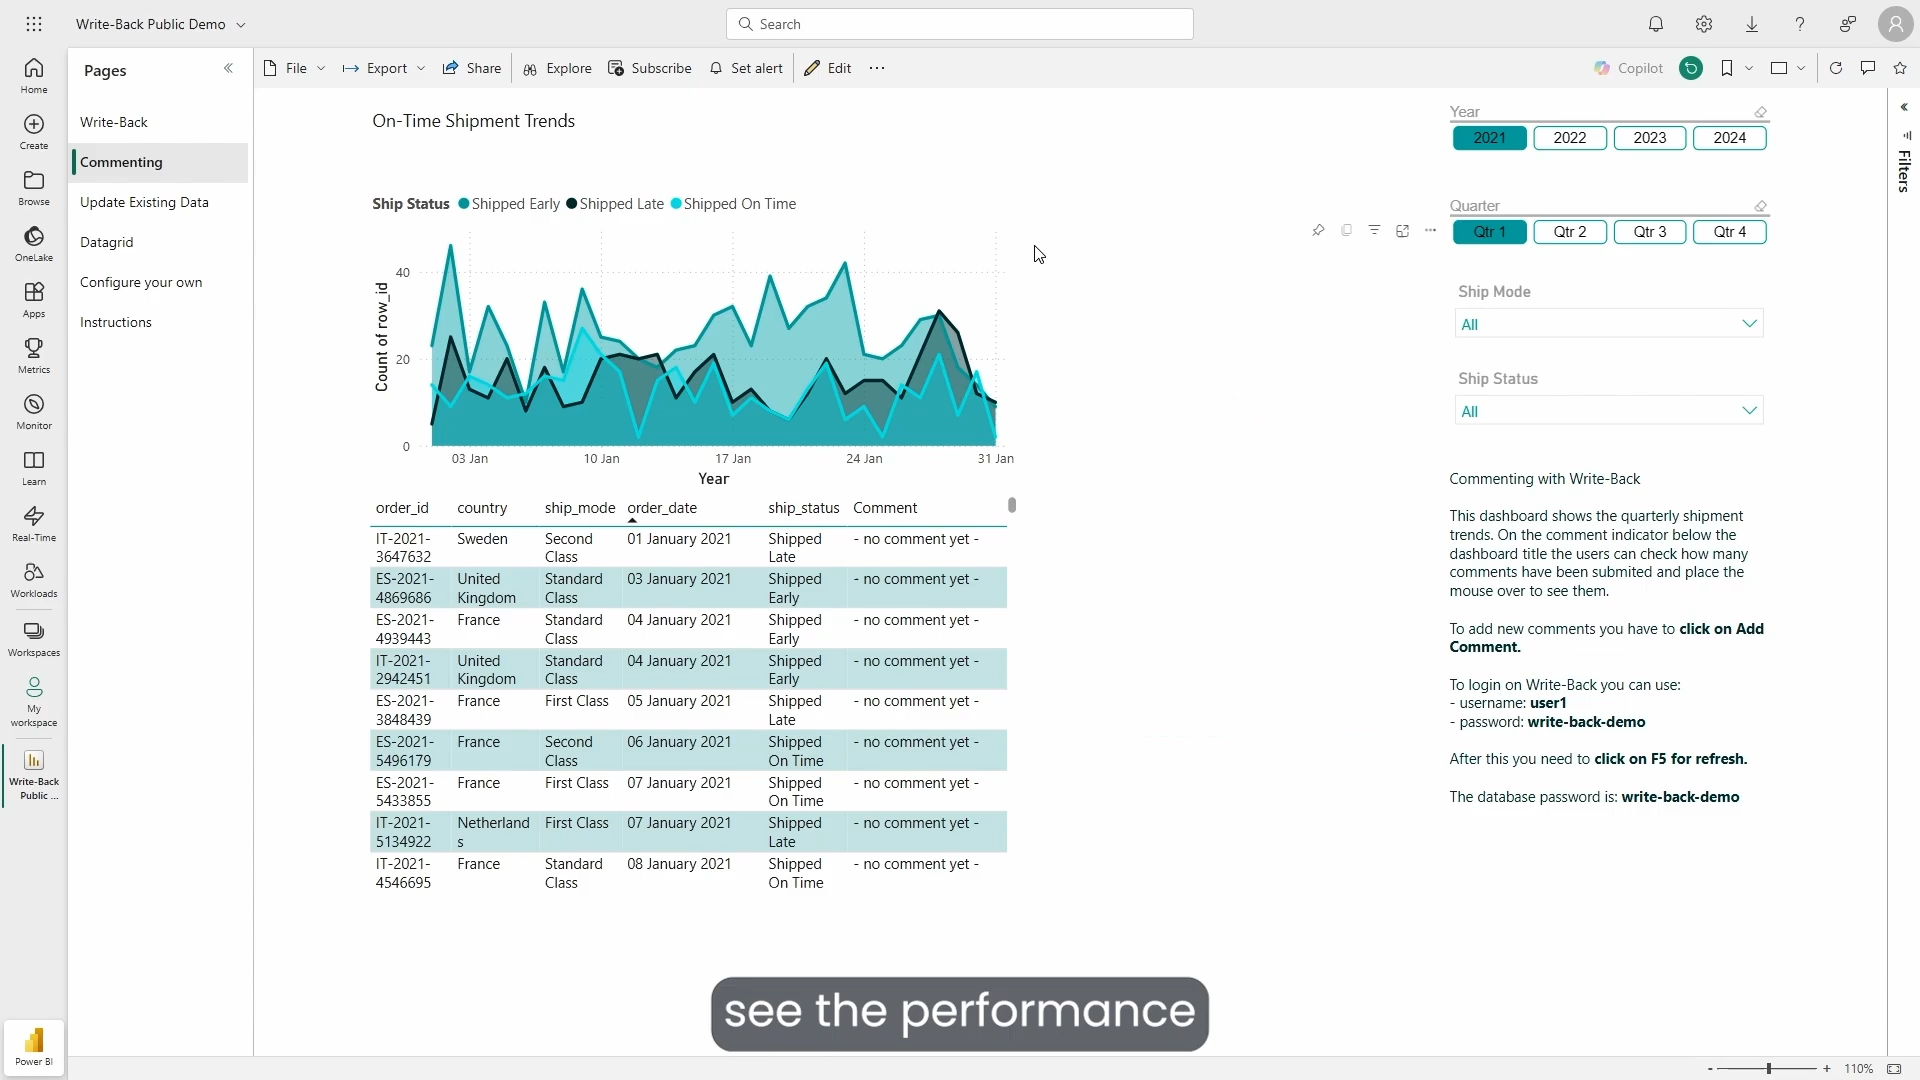 Write-Back Public Demo
Search
Home
Create
Browse
OneLake
Apps
Metrics
Monitor
Learn
Real-Time
Workloads
Workspaces
My
workspace
Write-Back
Public ...
Power BI
Pages
Write-Back
Commenting
Update Existing Data
Datagrid
Configure your own
Instructions
File
Export
Share
Explore
Subscribe
Set alert
Edit
Copilot
On-Time Shipment Trends
Ship Status Shipped Early Shipped Late Shipped On Time
Count of row_id
40
20
0
03 Jan 10 Jan 17 Jan 24 Jan 31 Jan
Year
order_id country ship_mode order_date ship_status Comment
IT-2021- Sweden Second 01 January 2021 Shipped - no comment yet -
3647632 Class Late
ES-2021- United Standard 03 January 2021 Shipped - no comment yet -
4869686 Kingdom Class Early
ES-2021- France Standard 04 January 2021 Shipped - no comment yet -
4939443 Class Early
IT-2021- United Standard 04 January 2021 Shipped - no comment yet -
2942451 Kingdom Class Early
ES-2021- France First Class 05 January 2021 Shipped - no comment yet -
3848439 Late
ES-2021- France Second 06 January 2021 Shipped - no comment yet -
5496179 Class On Time
ES-2021- France First Class 07 January 2021 Shipped - no comment yet -
5433855 On Time
IT-2021- Netherland First Class 07 January 2021 Shipped - no comment yet -
5134922 s Late
IT-2021- France Standard 08 January 2021 Shipped - no comment yet -
4546695 Class On Time
Year
2021 2022 2023 2024
Quarter
Qtr 1 Qtr 2 Qtr 3 Qtr 4
Ship Mode
All
Ship Status
All
Commenting with Write-Back
This dashboard shows the quarterly shipment
trends. On the comment indicator below the
dashboard title the users can check how many
comments have been submited and place the
mouse over to see them.
To add new comments you have to click on Add
Comment.
To login on Write-Back you can use:
- username: user1
- password: write-back-demo
After this you need to click on F5 for refresh.
The database password is: write-back-demo
Filters
see the performance
110%